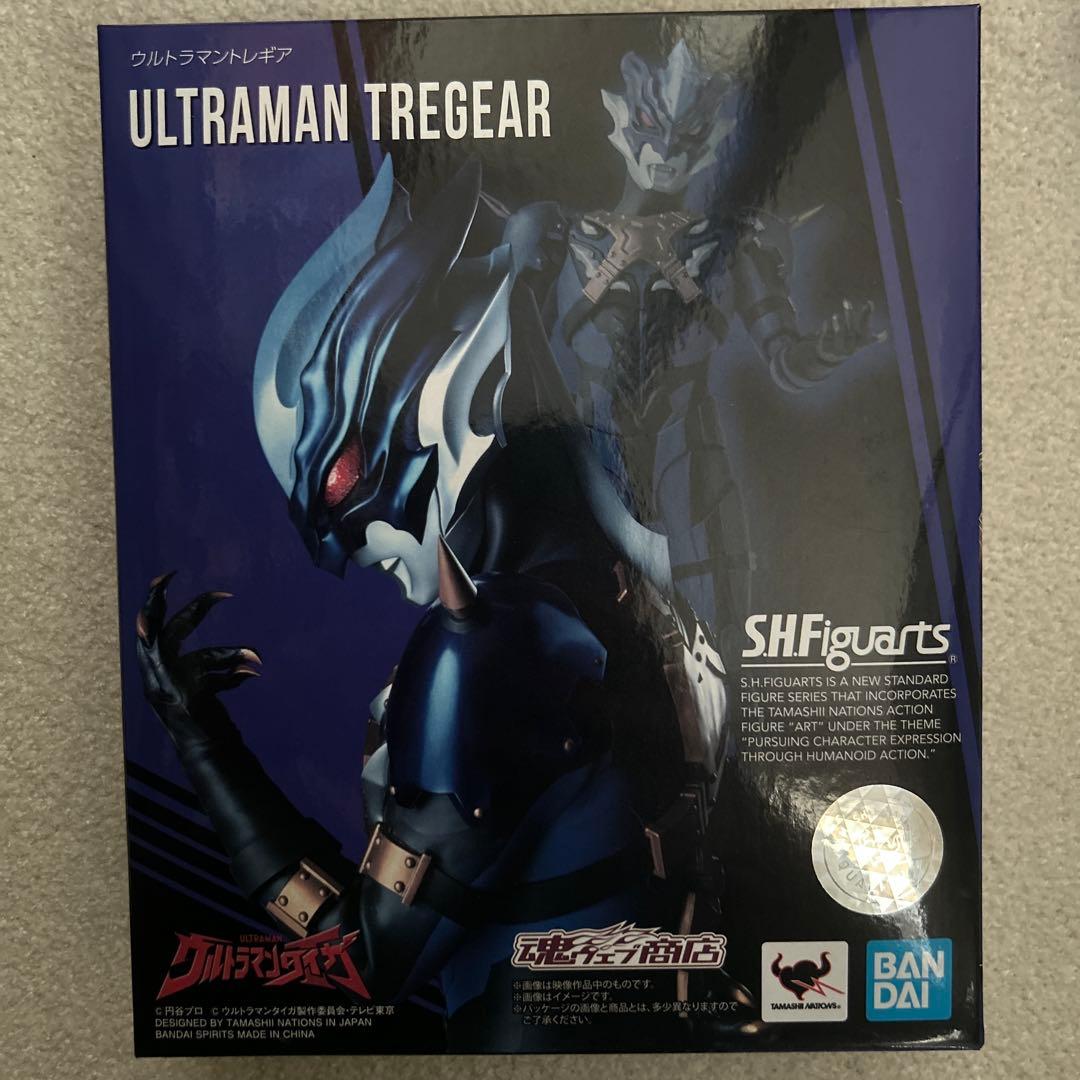 ウルトラマントレギア
ULTRAMAN TREGEAR
S.H.Figuarts
®
S.H.FIGUARTS IS A NEW STANDARD
FIGURE SERIES THAT INCORPORATES
THE TAMASHII NATIONS ACTION
FIGURE “ART” UNDER THE THEME
“PURSUING CHARACTER EXPRESSION
THROUGH HUMANOID ACTION.”
ULTRAMAN
ウルトラマンタイガ
© 円谷プロ © ウルトラマンタイガ製作委員会・テレビ東京
DESIGNED BY TAMASHII NATIONS IN JAPAN
BANDAI SPIRITS MADE IN CHINA
魂ウェブ商店
※画像は映像作品中のものです。
※画像はイメージです。
※パッケージの画像と商品とは、多少異なりますので
ご了承ください。
TAMASHII NATIONS®
BAN
DAI